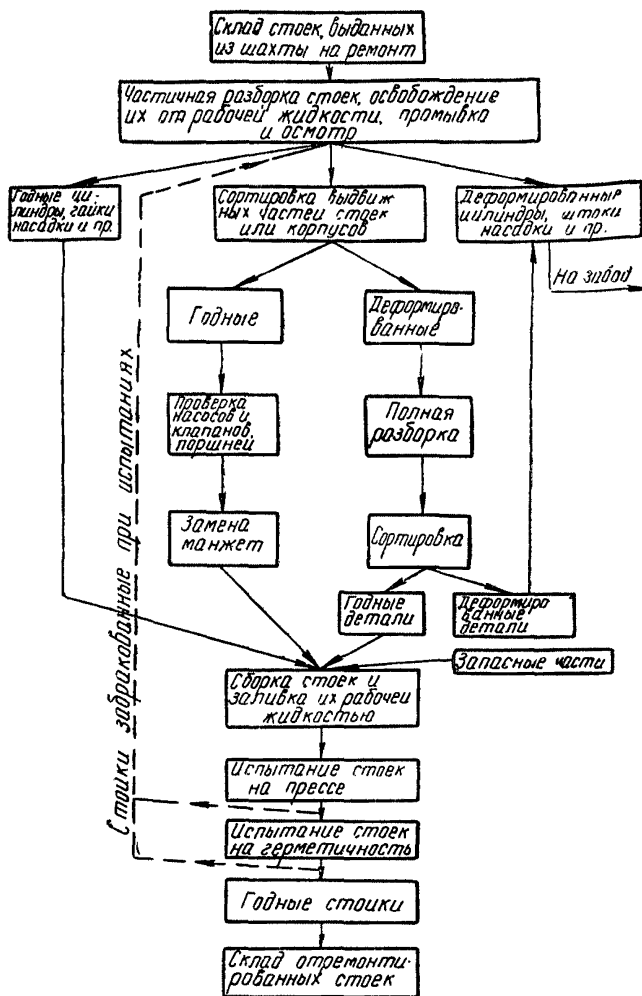 Склад стоек, выданных
из шахты на ремонт
Частичная разборка стоек, освобождение
их от рабочей жидкости, промывка
и осмотр
Годные ци-
линдры, гайки
насадки и пр.
Сортировка выдвиж
ных частей стоек
или корпусов
Деформированные
цилиндры, штоки
насадки и пр.
На завод
Годные
Деформиро-
ванные
Проверка
насосов и
клапанов,
поршней
Полная
разборка
Замена
манжет
Сортировка
Годные
детали
Деформиро
ванные
детали
Запасные части
Сборка стоек и
заливка их рабочей
жидкостью
Испытание стоек
на прессе
Испытание стоек
на герметичность
Годные стойки
Склад отремонти-
рованных стоек
Стойки забракованные при испытаниях